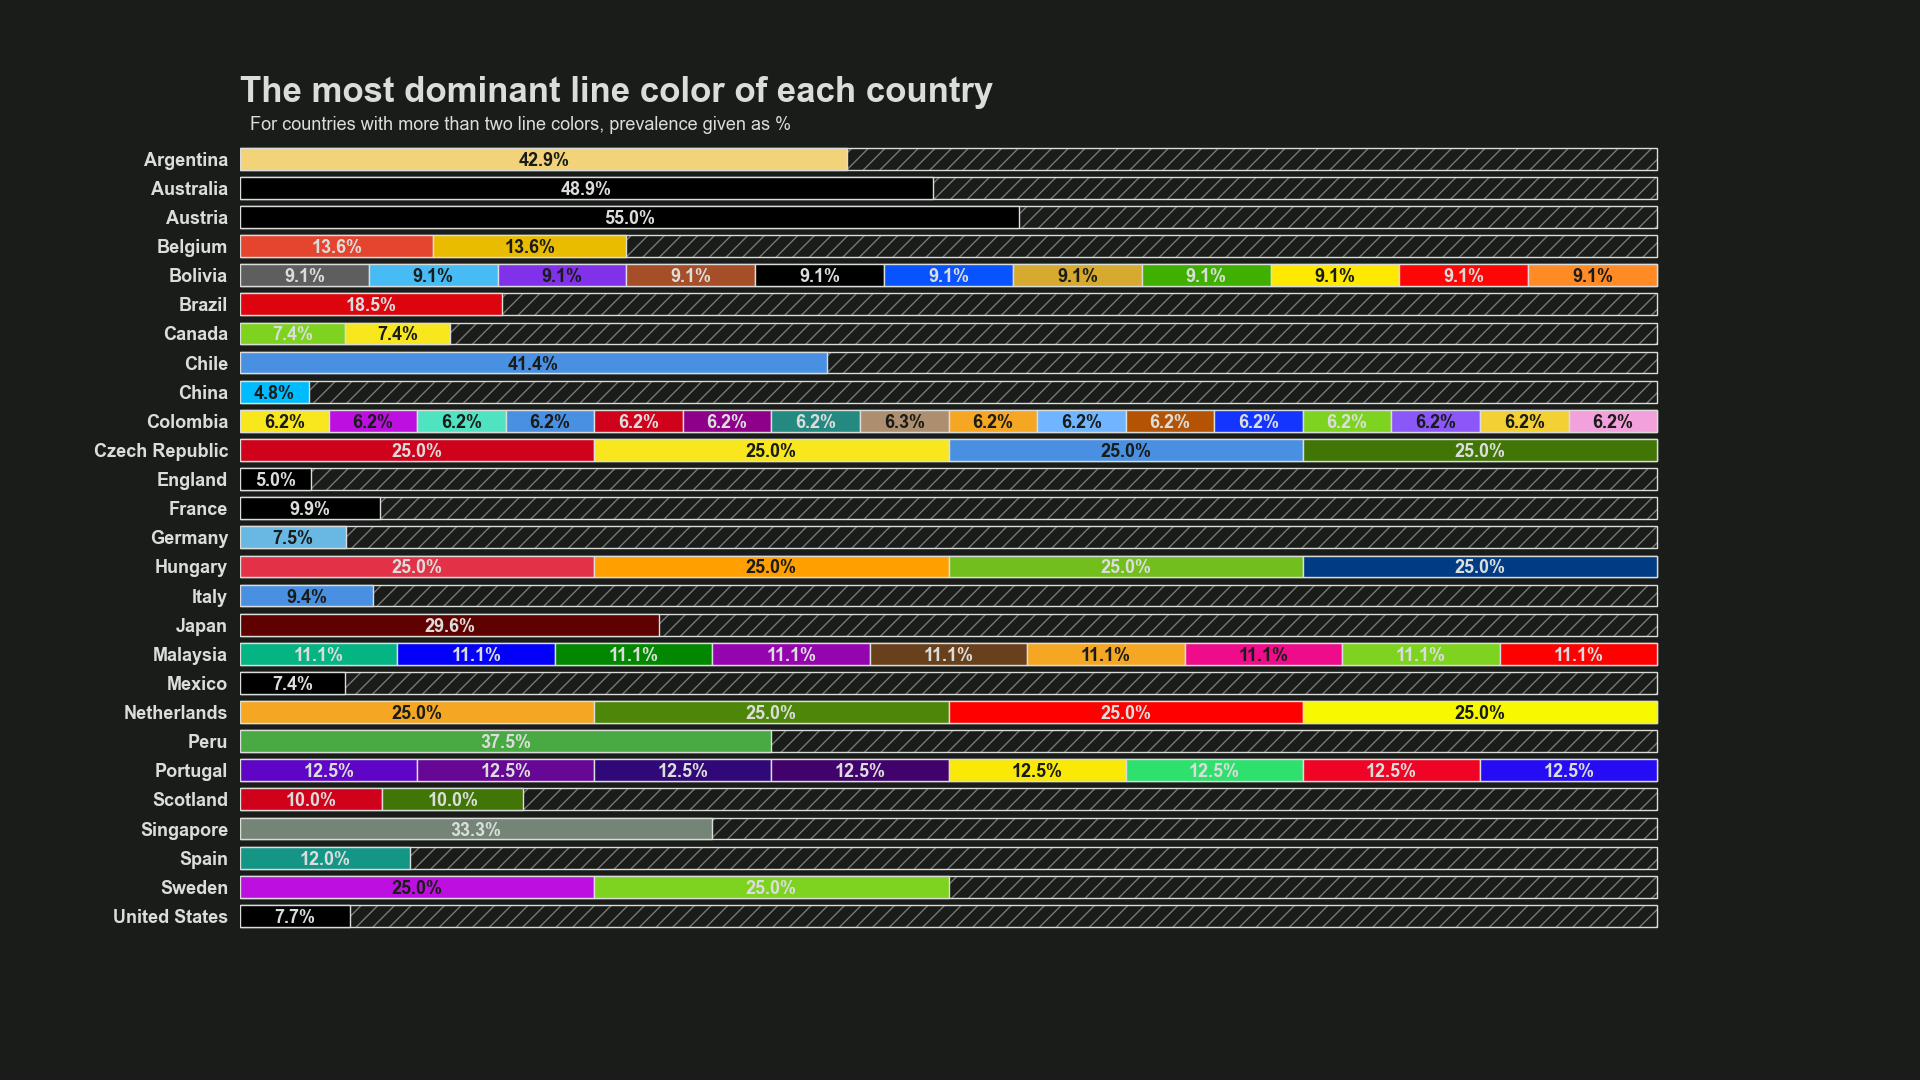 The most dominant line color of each country
For countries with more than two line colors, prevalence given as %
Argentina 42.9%
Australia 48.9%
Austria 55.0%
Belgium 13.6% 13.6%
Bolivia 9.1% 9.1% 9.1% 9.1% 9.1% 9.1% 9.1% 9.1% 9.1% 9.1% 9.1%
Brazil 18.5%
Canada 7.4% 7.4%
Chile 41.4%
China 4.8%
Colombia 6.2% 6.2% 6.2% 6.2% 6.2% 6.2% 6.2% 6.3% 6.2% 6.2% 6.2% 6.2% 6.2% 6.2% 6.2% 6.2%
Czech Republic 25.0% 25.0% 25.0% 25.0%
England 5.0%
France 9.9%
Germany 7.5%
Hungary 25.0% 25.0% 25.0% 25.0%
Italy 9.4%
Japan 29.6%
Malaysia 11.1% 11.1% 11.1% 11.1% 11.1% 11.1% 11.1% 11.1% 11.1%
Mexico 7.4%
Netherlands 25.0% 25.0% 25.0% 25.0%
Peru 37.5%
Portugal 12.5% 12.5% 12.5% 12.5% 12.5% 12.5% 12.5% 12.5%
Scotland 10.0% 10.0%
Singapore 33.3%
Spain 12.0%
Sweden 25.0% 25.0%
United States 7.7%